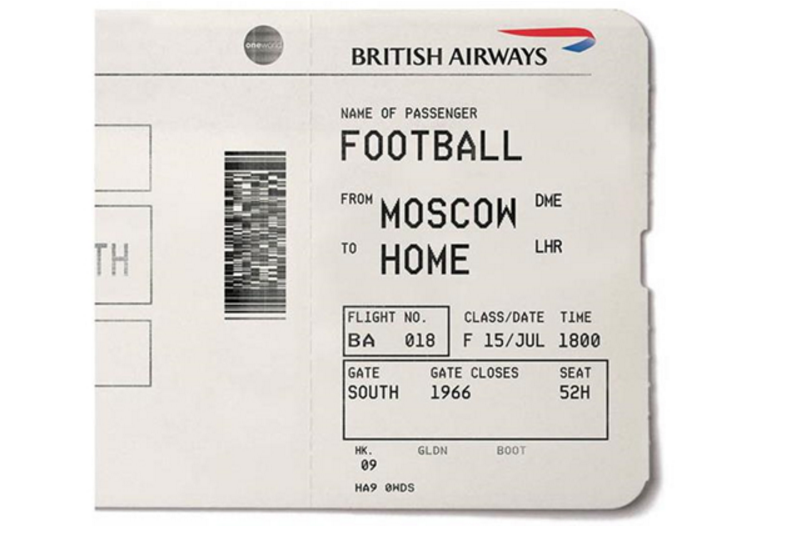 oneworld
BRITISH AIRWAYS
NAME OF PASSENGER
FOOTBALL
FROM MOSCOW DME
TO HOME LHR
TH
FLIGHT NO. CLASS/DATE TIME
BA 018 F 15/JUL 1800
GATE GATE CLOSES SEAT
SOUTH 1966 52H
HK. GLDN BOOT
09
HA9 0WDS